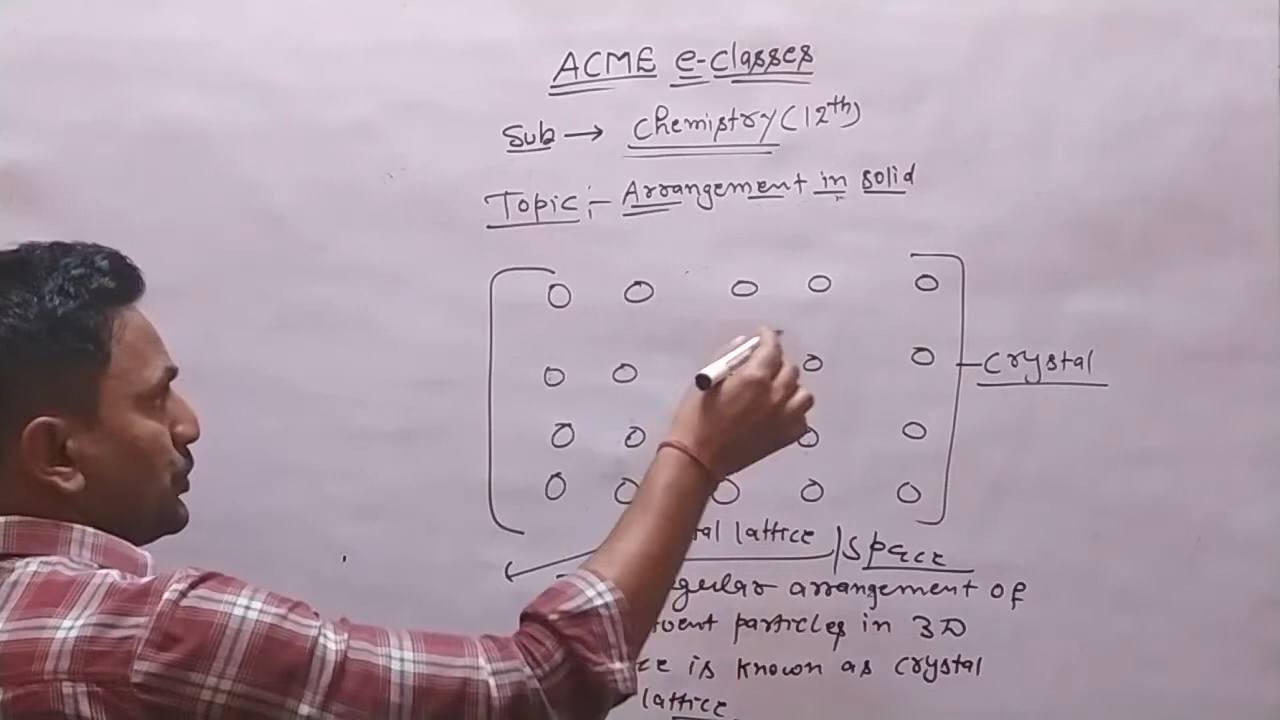 ACME e-classes
Sub → Chemistry (12th)
Topic :- Arrangement in solid
Crystal
lattice / space
arrangement of
particles in 3D
is known as crystal
lattice